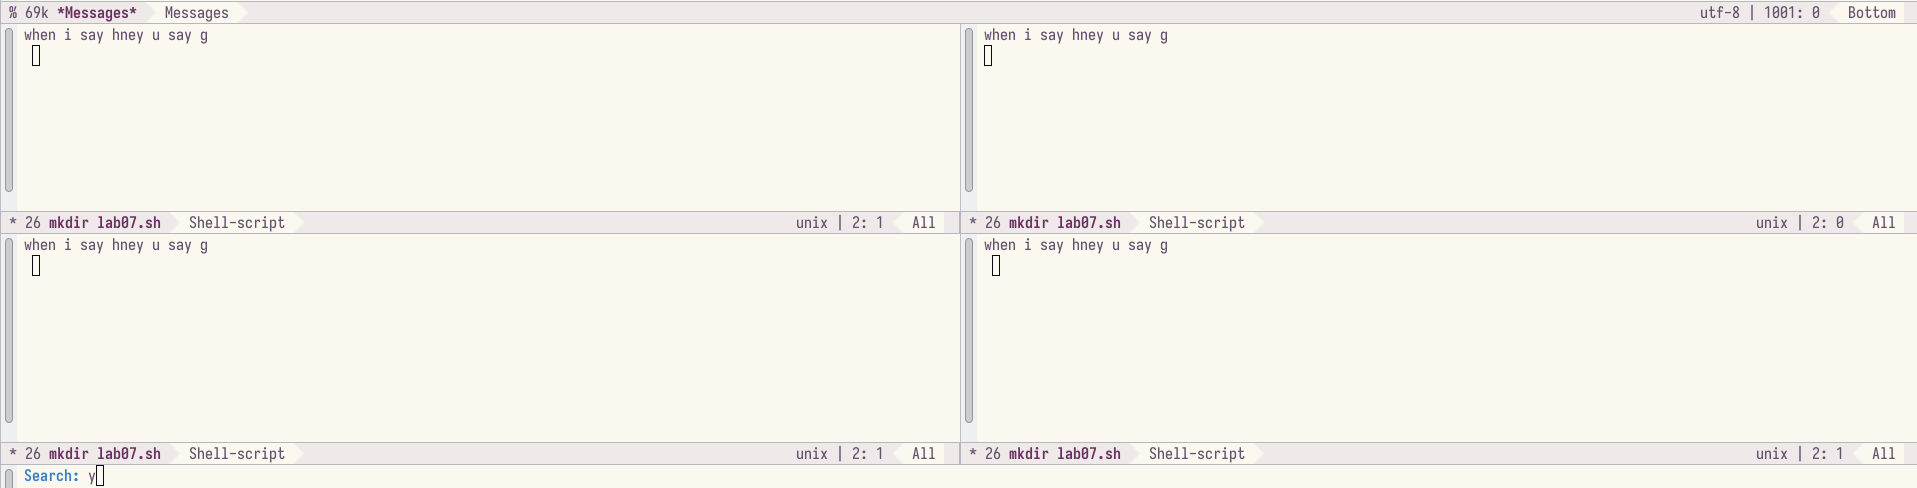 % 69k *Messages* Messages utf-8 | 1001: 0 Bottom
when i say hney u say g
when i say hney u say g
* 26 mkdir lab07.sh Shell-script unix | 2: 1 All
* 26 mkdir lab07.sh Shell-script unix | 2: 0 All
when i say hney u say g
when i say hney u say g
* 26 mkdir lab07.sh Shell-script unix | 2: 1 All
* 26 mkdir lab07.sh Shell-script unix | 2: 1 All
Search: y